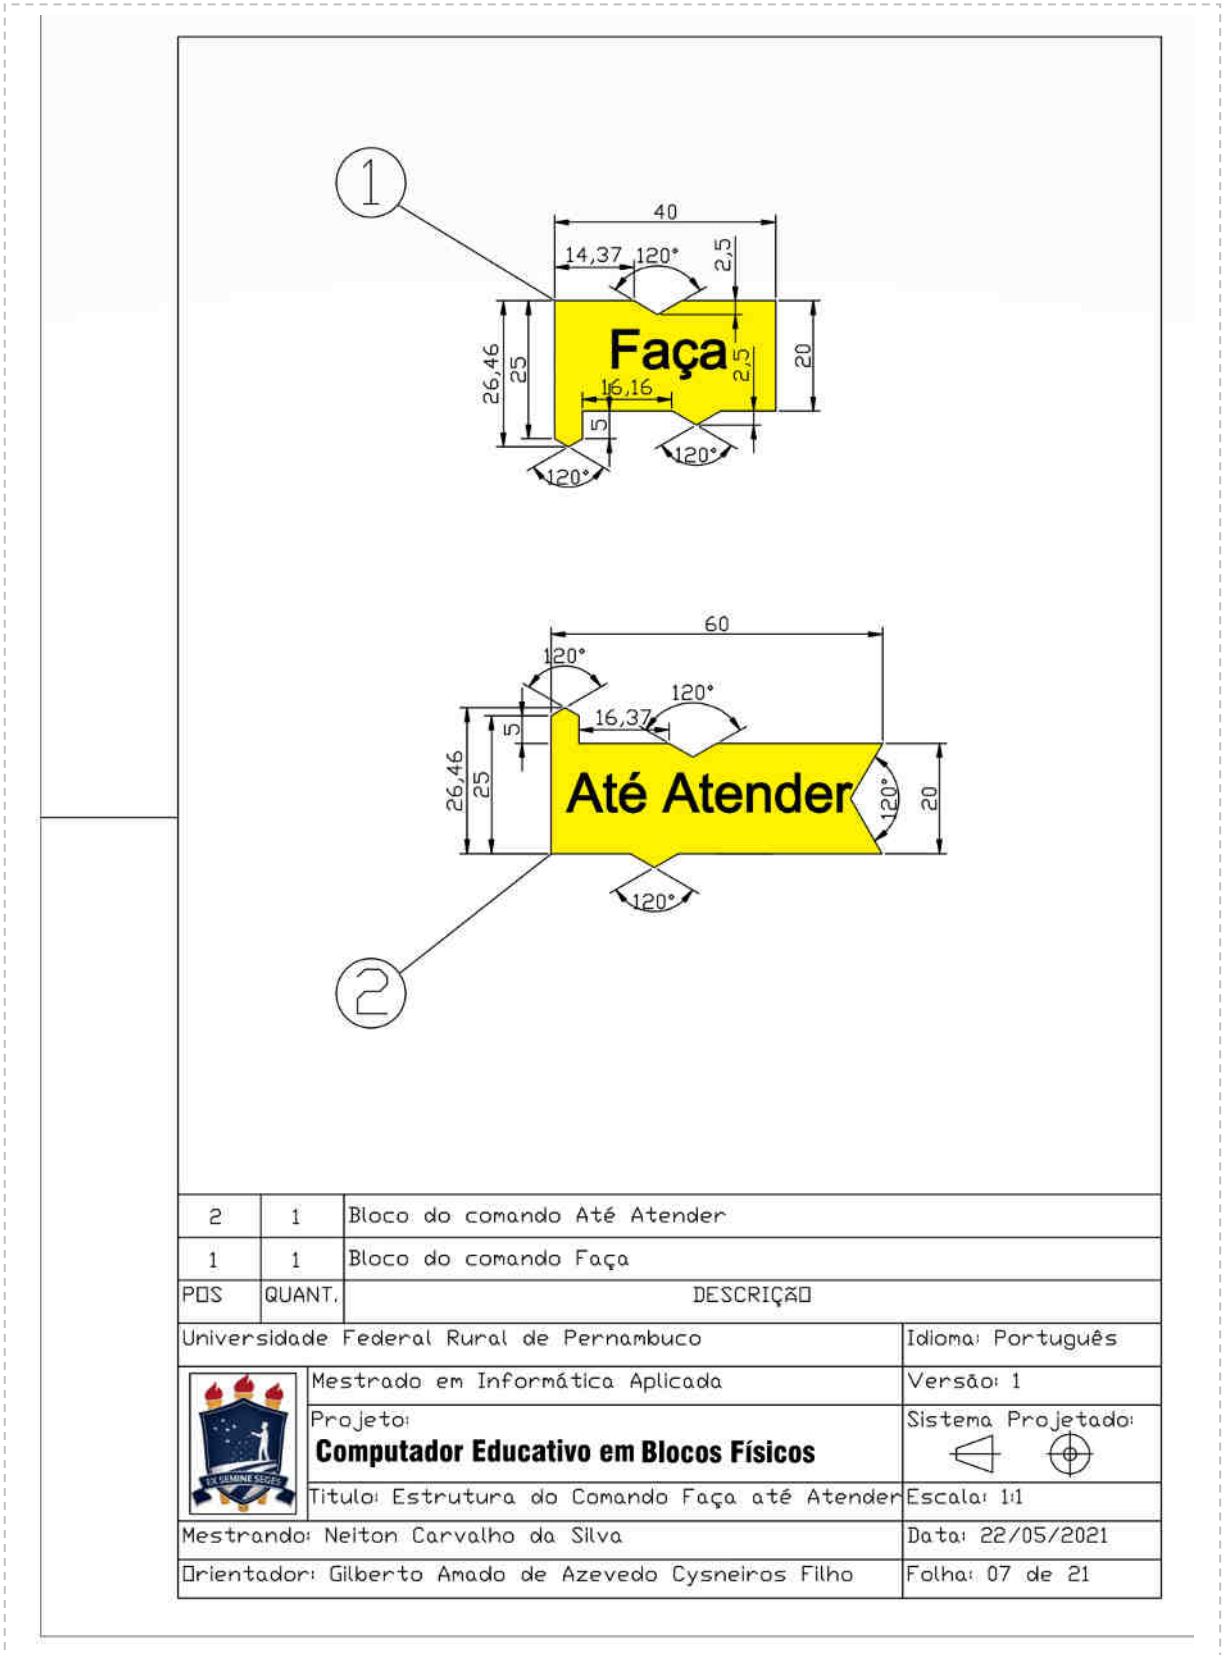 1
40
14,37 120° 2,5
26,46 25 Faça 2,5 20
16,16
5
120° 120°
60
120°
120°
5 16,37
26,46 25 Até Atender 120° 20
120°
2
2 1 Bloco do comando Até Atender
1 1 Bloco do comando Faça
POS QUANT. DESCRIÇÃO
Universidade Federal Rural de Pernambuco Idioma: Português
Mestrado em Informática Aplicada Versão: 1
Projeto: Sistema Projetado:
Computador Educativo em Blocos Físicos
EX SEMINE SEGES
Titulo: Estrutura do Comando Faça até Atender Escala: 1:1
Mestrando: Neiton Carvalho da Silva Data: 22/05/2021
Orientador: Gilberto Amado de Azevedo Cysneiros Filho Folha: 07 de 21